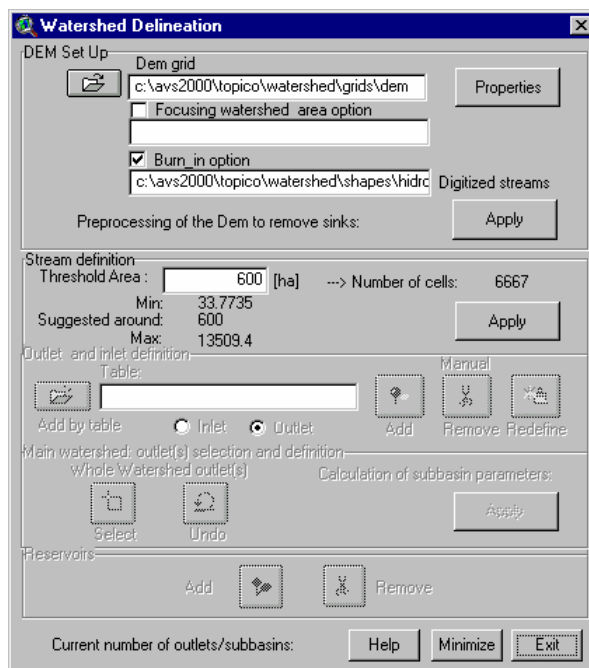 Watershed Delineation
DEM Set Up
Dem grid
c:\avs2000\topico\watershed\grids\dem
Properties
Focusing watershed area option
Burn_in option
c:\avs2000\topico\watershed\shapes\hidro
Digitized streams
Preprocessing of the Dem to remove sinks:
Apply
Stream definition
Threshold Area :
600
[ha]
---> Number of cells:
6667
Min: 33.7735
Suggested around: 600
Max: 13509.4
Apply
Outlet and inlet definition
Table:
Manual
Add by table
Inlet
Outlet
Add
Remove
Redefine
Main watershed: outlet(s) selection and definition
Whole Watershed outlet(s)
Calculation of subbasin parameters:
Select
Undo
Apply
Reservoirs
Add
Remove
Current number of outlets/subbasins:
Help
Minimize
Exit